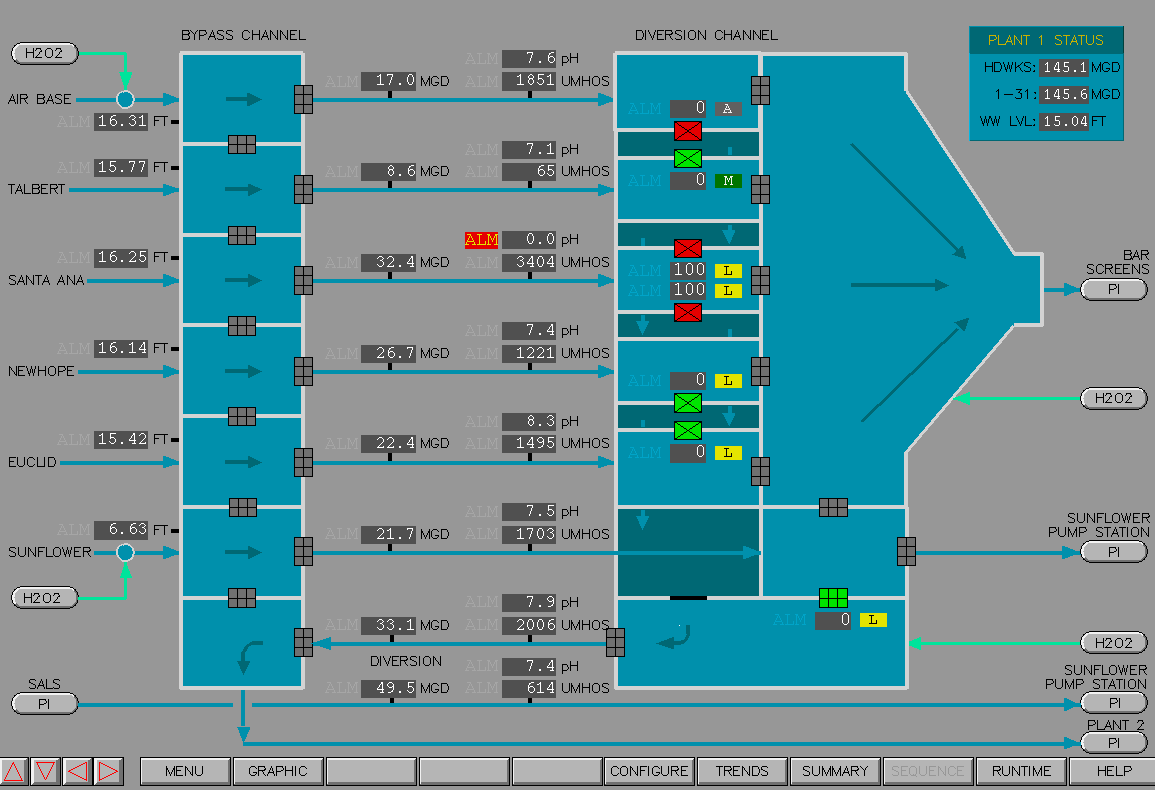 BYPASS CHANNEL
DIVERSION CHANNEL
PLANT 1 STATUS
HDWKS: 145.1 MGD
1-31: 145.6 MGD
WW LVL: 15.04 FT
H2O2
AIR BASE
ALM 16.31 FT
ALM 17.0 MGD
ALM 7.6 pH
ALM 1851 UMHOS
ALM 0 A
TALBERT
ALM 15.77 FT
ALM 8.6 MGD
ALM 7.1 pH
ALM 65 UMHOS
ALM 0 M
SANTA ANA
ALM 16.25 FT
ALM 32.4 MGD
ALM 0.0 pH
ALM 3404 UMHOS
ALM 100 L
ALM 100 L
BAR
SCREENS
PI
NEWHOPE
ALM 16.14 FT
ALM 26.7 MGD
ALM 7.4 pH
ALM 1221 UMHOS
ALM 0 L
H2O2
EUCLID
ALM 15.42 FT
ALM 22.4 MGD
ALM 8.3 pH
ALM 1495 UMHOS
ALM 0 L
SUNFLOWER
ALM 6.63 FT
ALM 21.7 MGD
ALM 7.5 pH
ALM 1703 UMHOS
SUNFLOWER
PUMP STATION
PI
H2O2
ALM 33.1 MGD
DIVERSION
ALM 7.9 pH
ALM 2006 UMHOS
ALM 0 L
H2O2
SALS
PI
ALM 49.5 MGD
ALM 7.4 pH
ALM 614 UMHOS
SUNFLOWER
PUMP STATION
PI
PLANT 2
PI
MENU
GRAPHIC
CONFIGURE
TRENDS
SUMMARY
SEQUENCE
RUNTIME
HELP